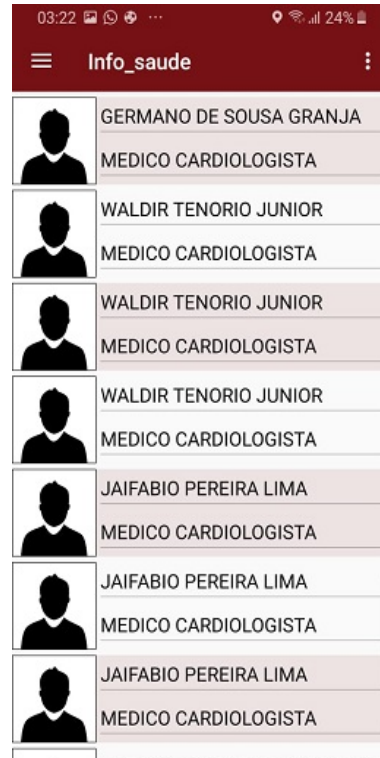 03:22 24%
Info_saude
GERMANO DE SOUSA GRANJA
MEDICO CARDIOLOGISTA
WALDIR TENORIO JUNIOR
MEDICO CARDIOLOGISTA
WALDIR TENORIO JUNIOR
MEDICO CARDIOLOGISTA
WALDIR TENORIO JUNIOR
MEDICO CARDIOLOGISTA
JAIFABIO PEREIRA LIMA
MEDICO CARDIOLOGISTA
JAIFABIO PEREIRA LIMA
MEDICO CARDIOLOGISTA
JAIFABIO PEREIRA LIMA
MEDICO CARDIOLOGISTA